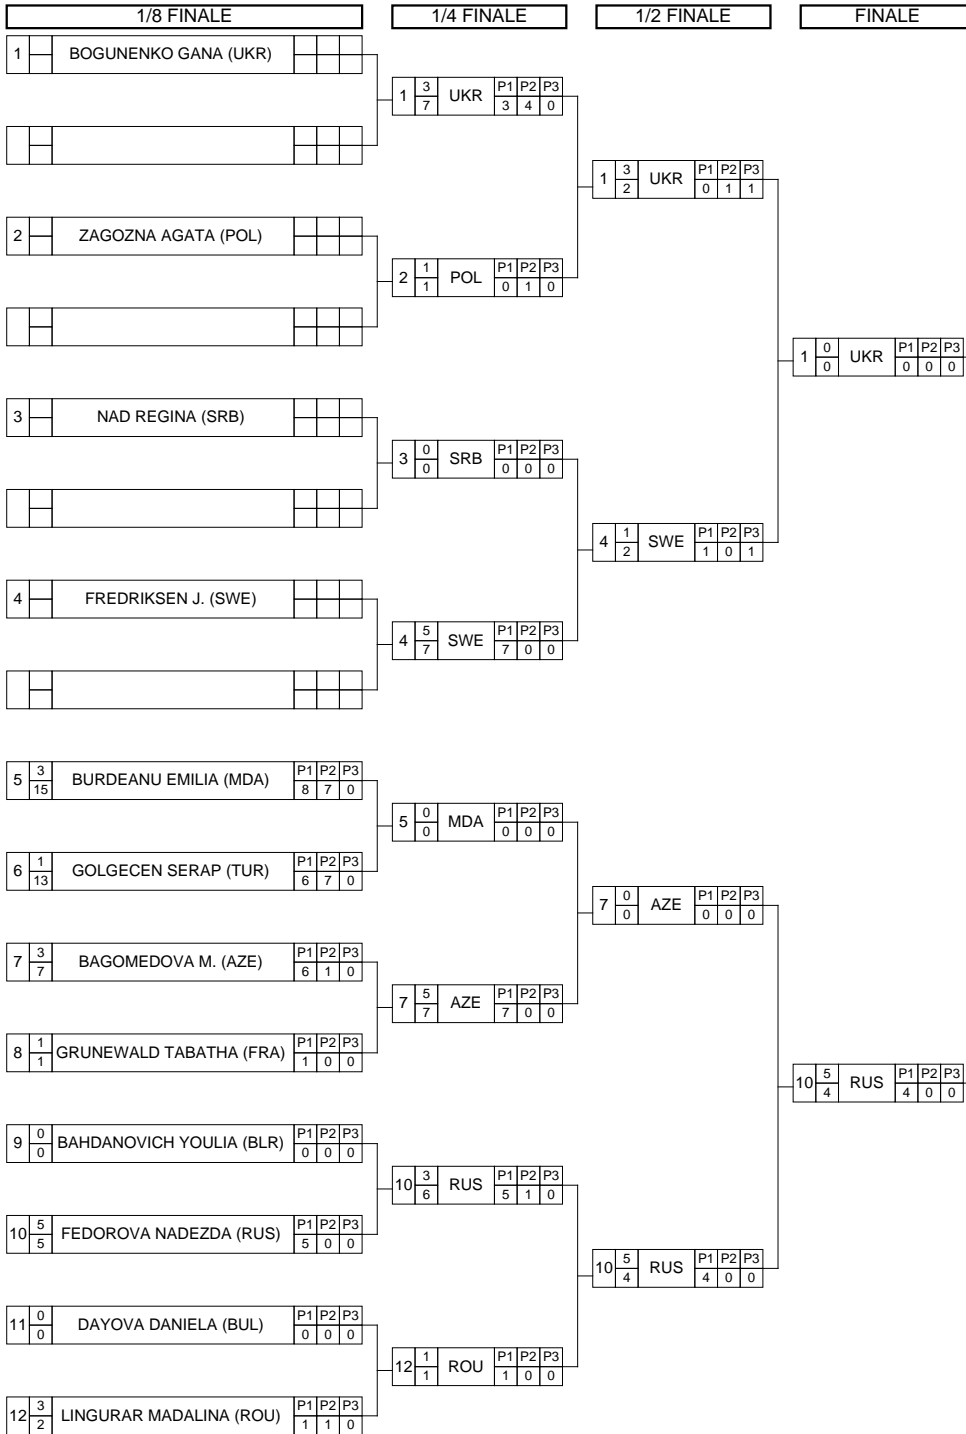 1/8 FINALE 1/4 FINALE 1/2 FINALE FINALE
1 BOGUNENKO GANA (UKR)
1 3 7 UKR P1 P2 P3 3 4 0
1 3 2 UKR P1 P2 P3 0 1 1
2 ZAGOZNA AGATA (POL)
2 1 1 POL P1 P2 P3 0 1 0
1 0 0 UKR P1 P2 P3 0 0 0
3 NAD REGINA (SRB)
3 0 0 SRB P1 P2 P3 0 0 0
4 1 2 SWE P1 P2 P3 1 0 1
4 FREDRIKSEN J. (SWE)
4 5 7 SWE P1 P2 P3 7 0 0
5 3 15 BURDEANU EMILIA (MDA) P1 P2 P3 8 7 0
5 0 0 MDA P1 P2 P3 0 0 0
6 1 13 GOLGECEN SERAP (TUR) P1 P2 P3 6 7 0
7 0 0 AZE P1 P2 P3 0 0 0
7 3 7 BAGOMEDOVA M. (AZE) P1 P2 P3 6 1 0
7 5 7 AZE P1 P2 P3 7 0 0
8 1 1 GRUNEWALD TABATHA (FRA) P1 P2 P3 1 0 0
10 5 4 RUS P1 P2 P3 4 0 0
9 0 0 BAHDANOVICH YOULIA (BLR) P1 P2 P3 0 0 0
10 3 6 RUS P1 P2 P3 5 1 0
10 5 5 FEDOROVA NADEZDA (RUS) P1 P2 P3 5 0 0
10 5 4 RUS P1 P2 P3 4 0 0
11 0 0 DAYOVA DANIELA (BUL) P1 P2 P3 0 0 0
12 1 1 ROU P1 P2 P3 1 0 0
12 3 2 LINGURAR MADALINA (ROU) P1 P2 P3 1 1 0